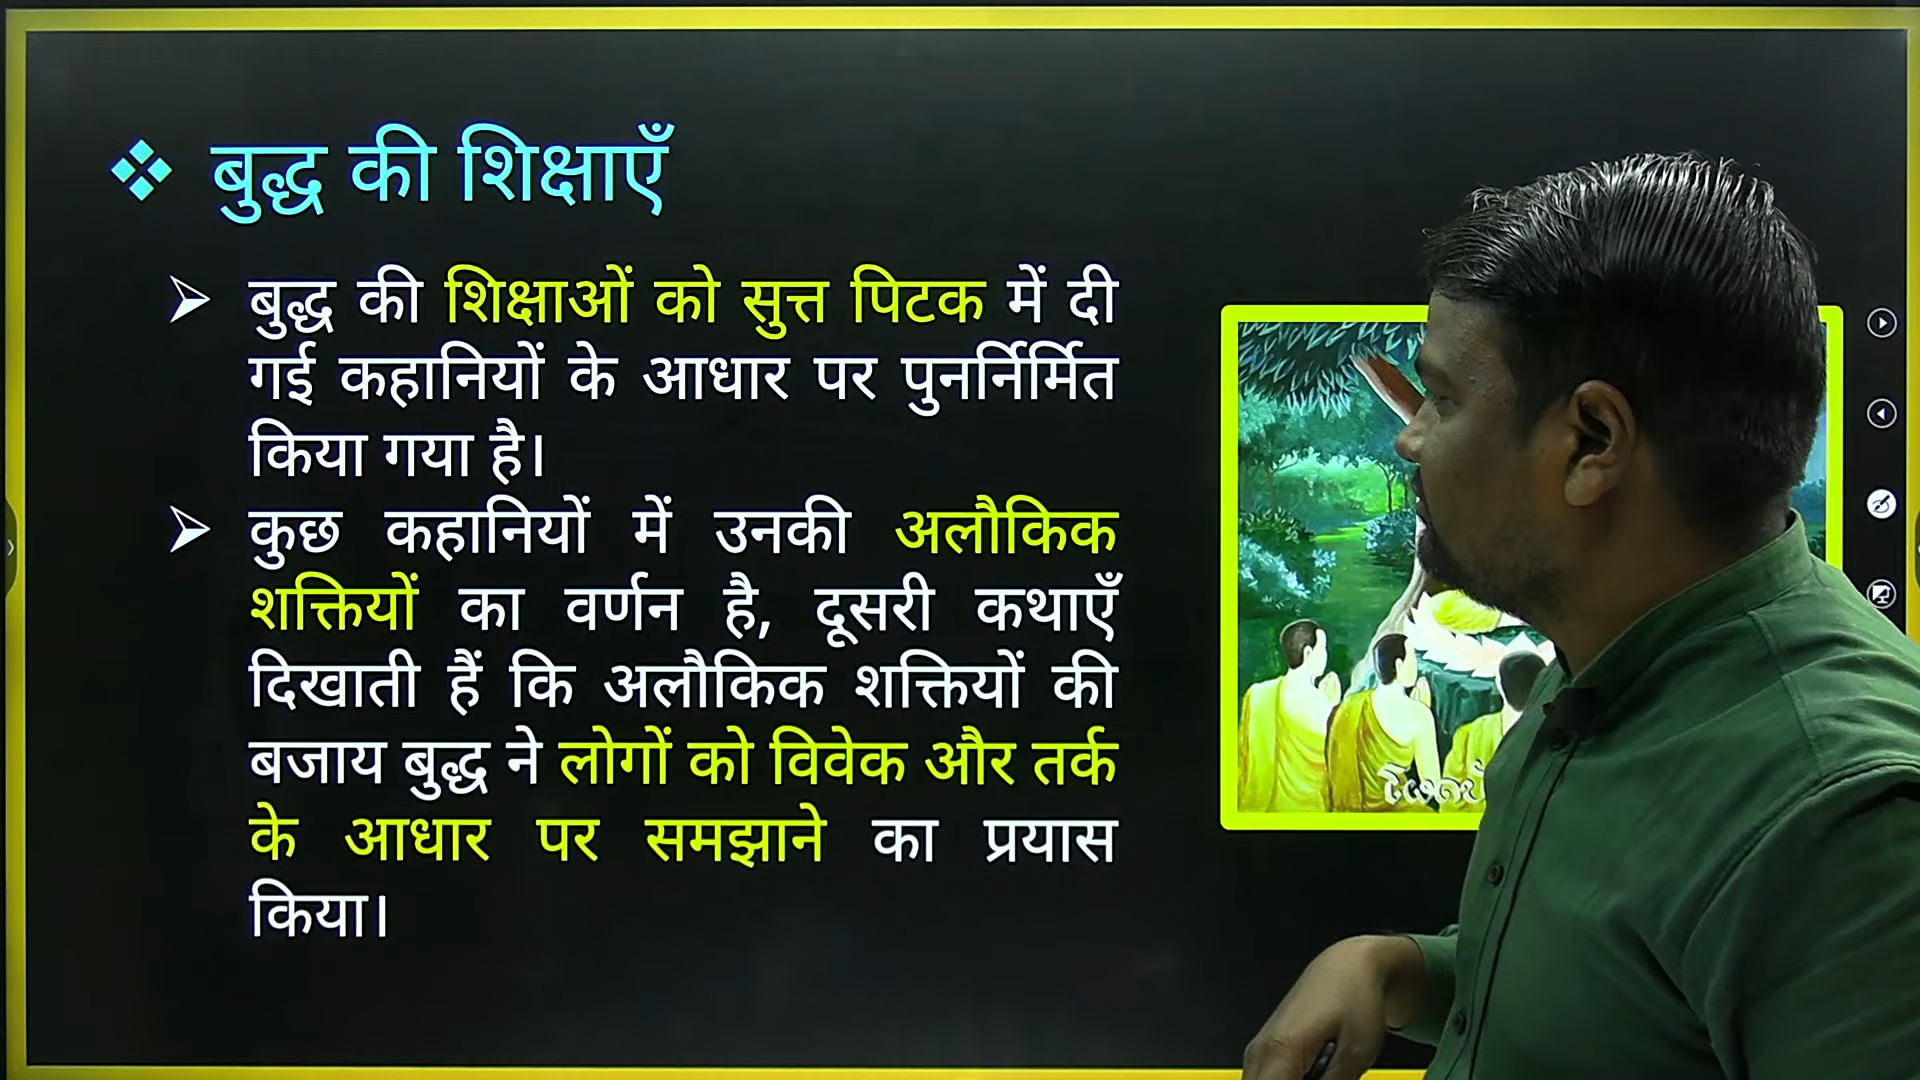 बुद्ध की शिक्षाएँ
बुद्ध की शिक्षाओं को सुत्त पिटक में दी
गई कहानियों के आधार पर पुनर्निर्मित
किया गया है।
कुछ कहानियों में उनकी अलौकिक
शक्तियों का वर्णन है, दूसरी कथाएँ
दिखाती हैं कि अलौकिक शक्तियों की
बजाय बुद्ध ने लोगों को विवेक और तर्क
के आधार पर समझाने का प्रयास
किया।